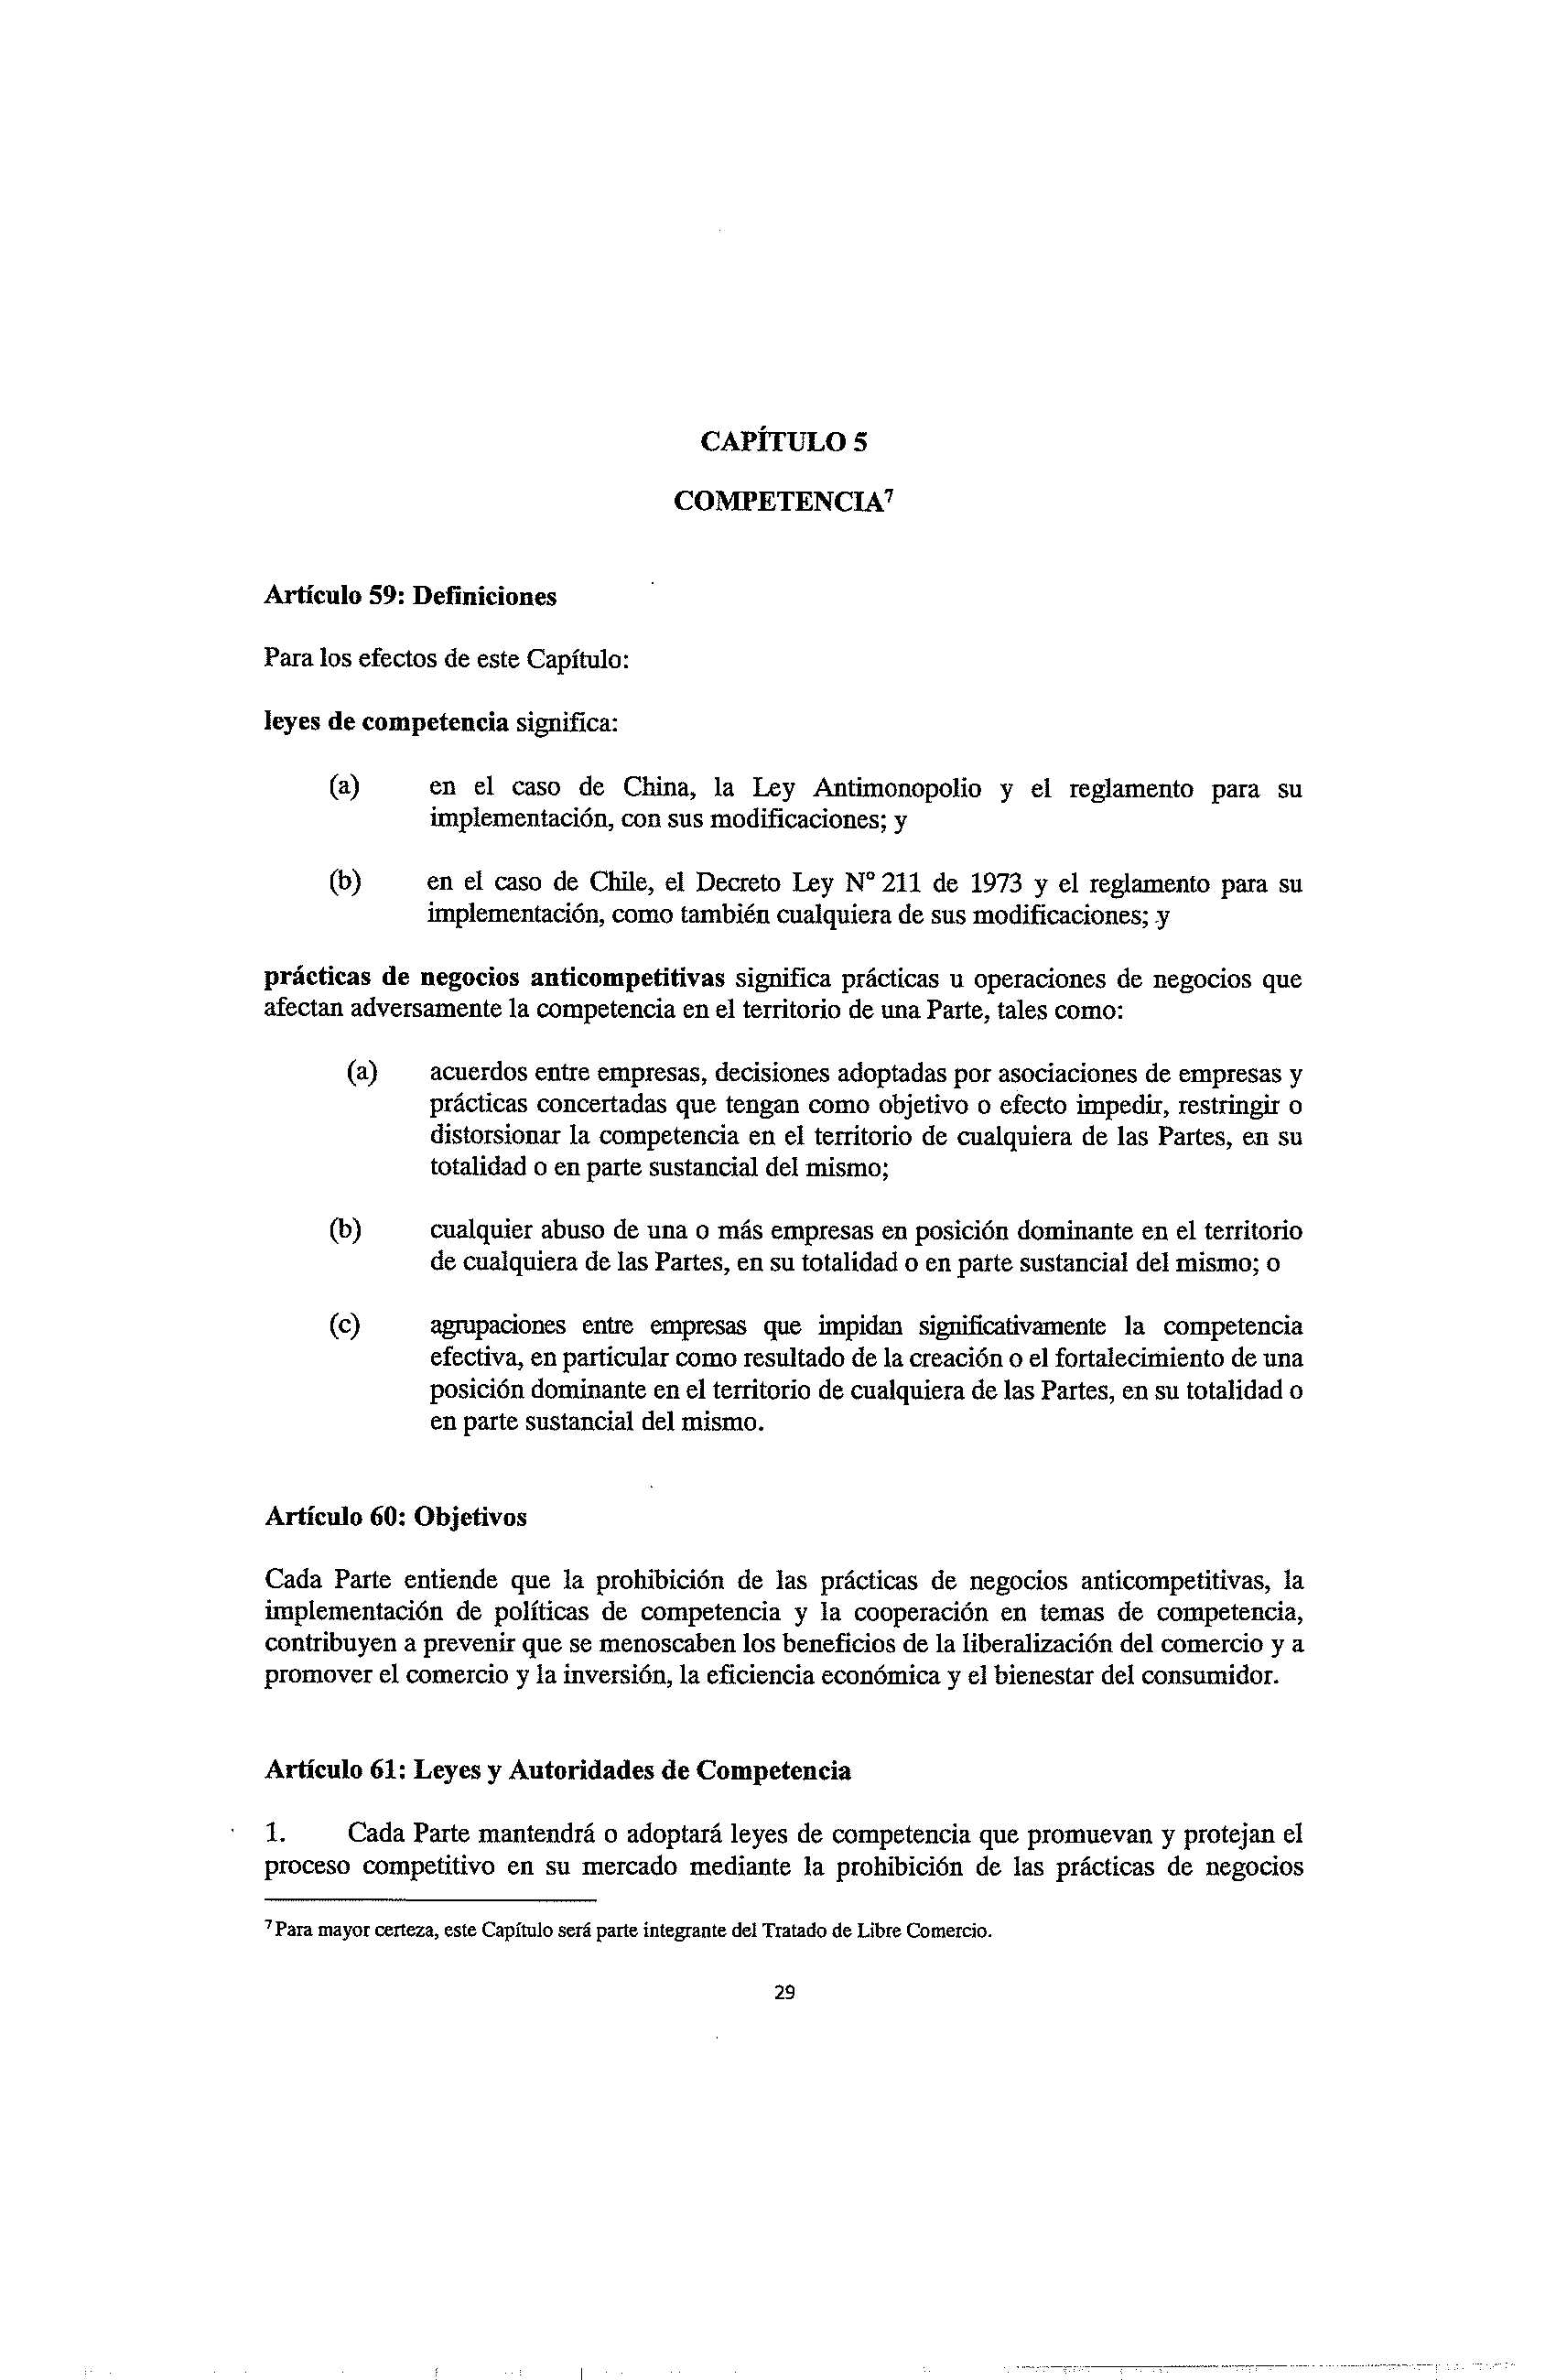 CAPÍTULO 5
COMPETENCIA⁷
Artículo 59: Definiciones
Para los efectos de este Capítulo:
leyes de competencia significa:
(a) en el caso de China, la Ley Antimonopolio y el reglamento para su
implementación, con sus modificaciones; y
(b) en el caso de Chile, el Decreto Ley N° 211 de 1973 y el reglamento para su
implementación, como también cualquiera de sus modificaciones; y
prácticas de negocios anticompetitivas significa prácticas u operaciones de negocios que
afectan adversamente la competencia en el territorio de una Parte, tales como:
(a) acuerdos entre empresas, decisiones adoptadas por asociaciones de empresas y
prácticas concertadas que tengan como objetivo o efecto impedir, restringir o
distorsionar la competencia en el territorio de cualquiera de las Partes, en su
totalidad o en parte sustancial del mismo;
(b) cualquier abuso de una o más empresas en posición dominante en el territorio
de cualquiera de las Partes, en su totalidad o en parte sustancial del mismo; o
(c) agrupaciones entre empresas que impidan significativamente la competencia
efectiva, en particular como resultado de la creación o el fortalecimiento de una
posición dominante en el territorio de cualquiera de las Partes, en su totalidad o
en parte sustancial del mismo.
Artículo 60: Objetivos
Cada Parte entiende que la prohibición de las prácticas de negocios anticompetitivas, la
implementación de políticas de competencia y la cooperación en temas de competencia,
contribuyen a prevenir que se menoscaben los beneficios de la liberalización del comercio y a
promover el comercio y la inversión, la eficiencia económica y el bienestar del consumidor.
Artículo 61: Leyes y Autoridades de Competencia
1. Cada Parte mantendrá o adoptará leyes de competencia que promuevan y protejan el
proceso competitivo en su mercado mediante la prohibición de las prácticas de negocios
⁷ Para mayor certeza, este Capítulo será parte integrante del Tratado de Libre Comercio.
29